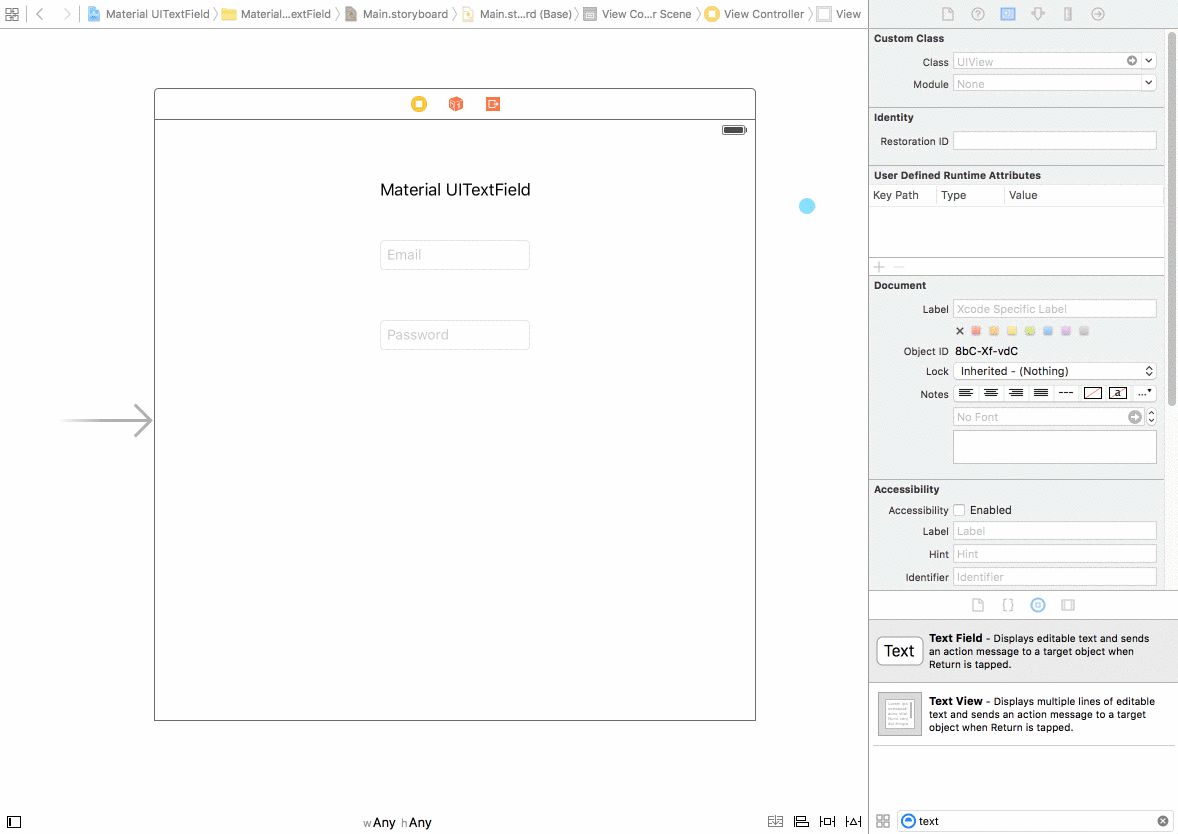 Material UITextField Material...extField Main.storyboard Main.st...rd (Base) View Co...r Scene View Controller View
Material UITextField
Email
Password
wAny hAny
Custom Class
Class UIView
Module None
Identity
Restoration ID
User Defined Runtime Attributes
Key Path Type Value
Document
Label Xcode Specific Label
Object ID 8bC-Xf-vdC
Lock Inherited - (Nothing)
Notes
No Font
Accessibility
Accessibility Enabled
Label Label
Hint Hint
Identifier Identifier
Text
Text Field - Displays editable text and sends
an action message to a target object when
Return is tapped.
Text View - Displays multiple lines of editable
text and sends an action message to a target
object when Return is tapped.
text